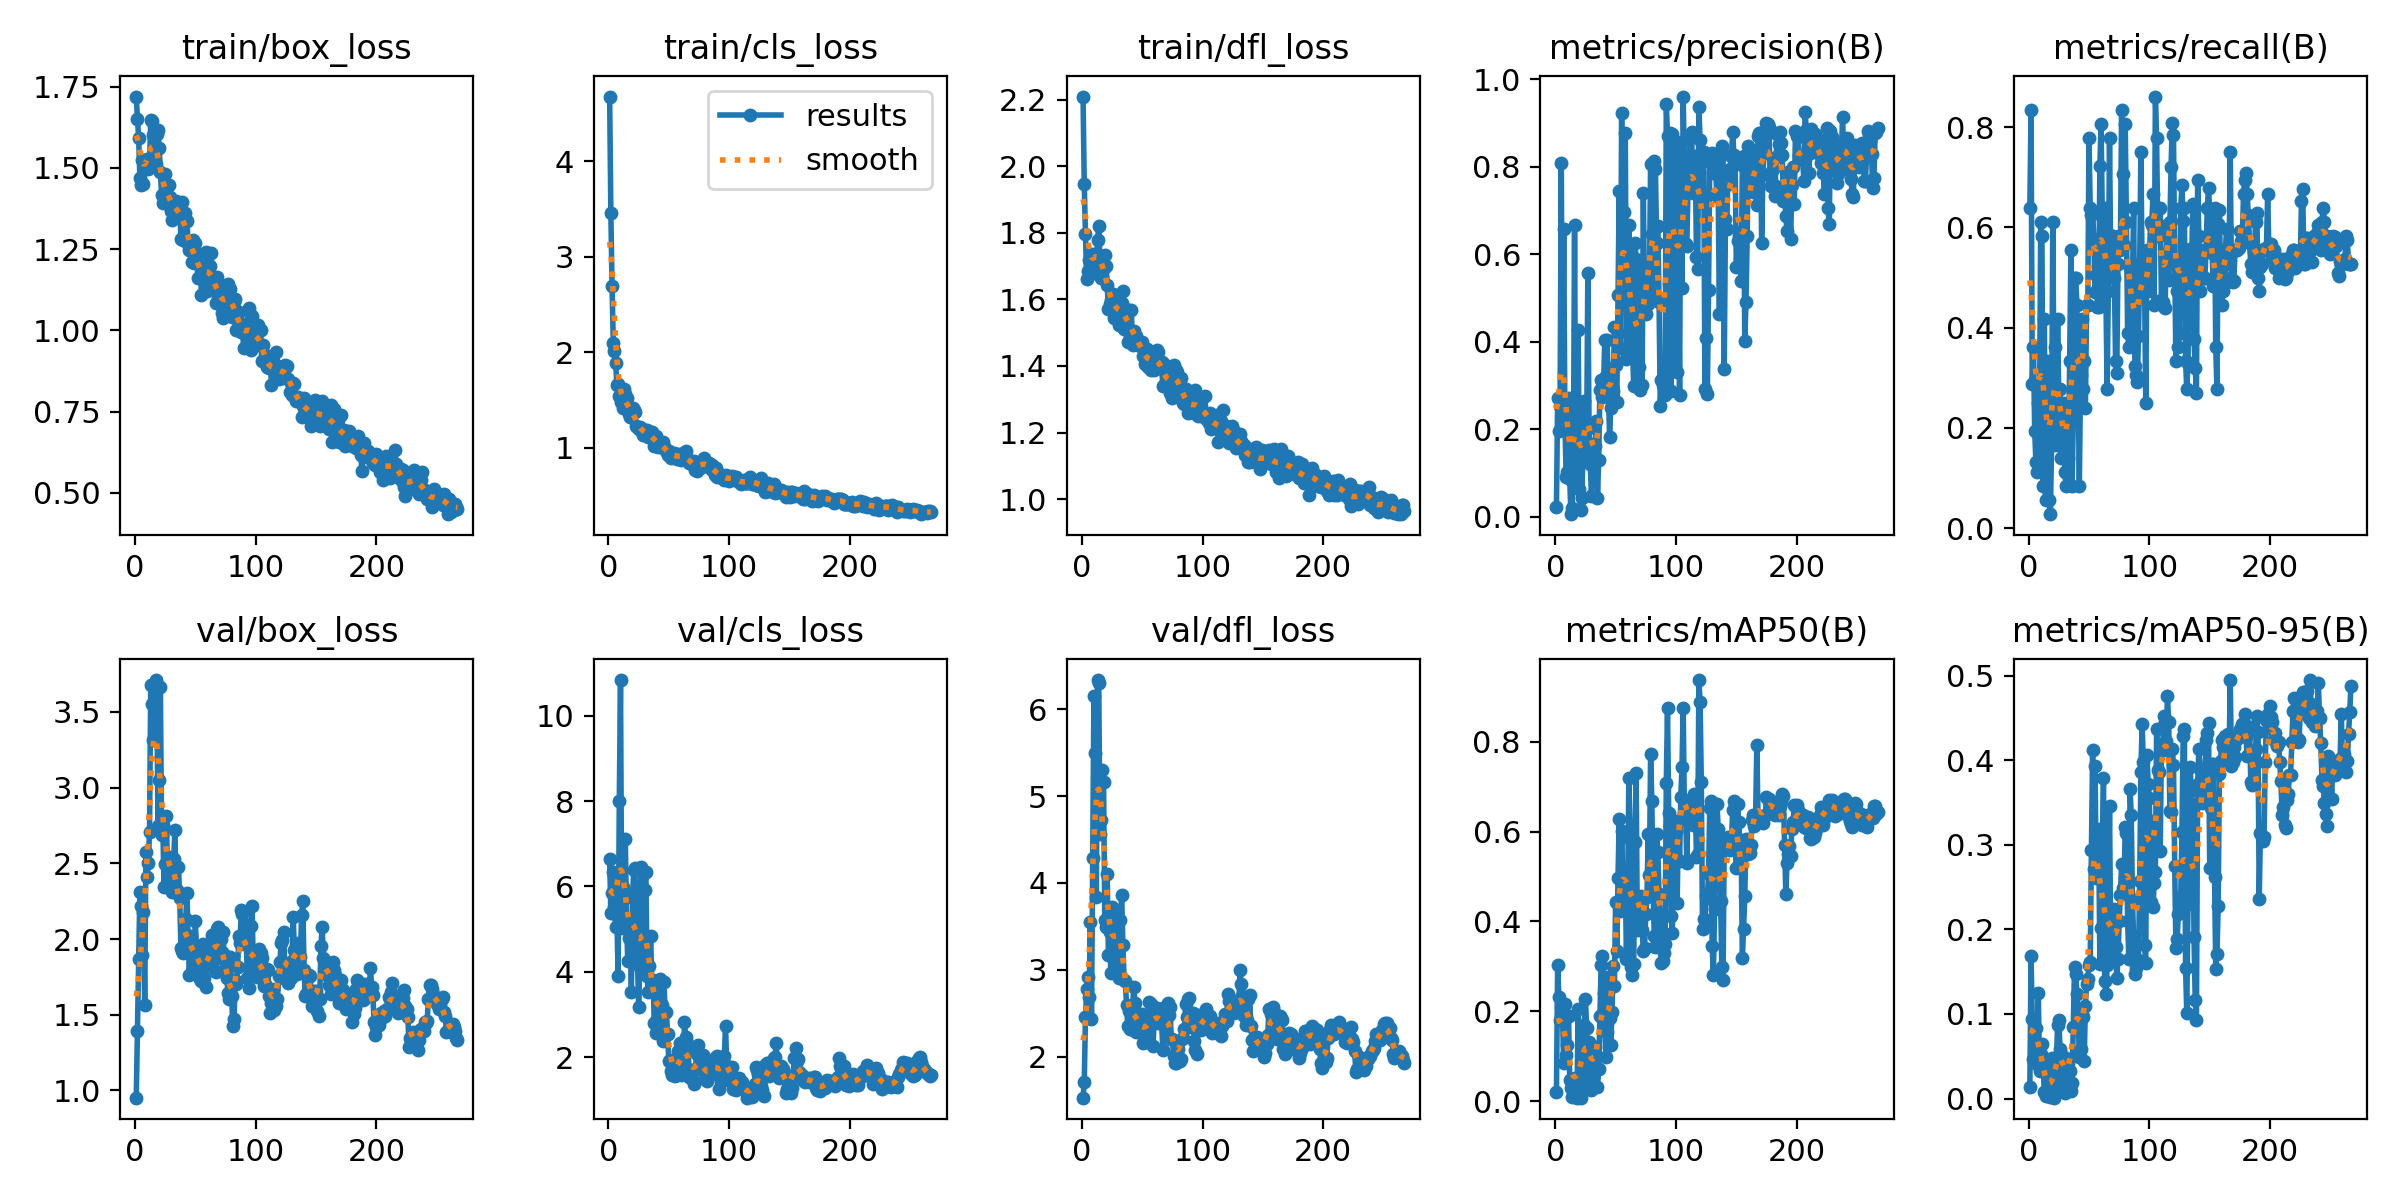 train/box_loss
1.75
1.50
1.25
1.00
0.75
0.50
0 100 200
train/cls_loss
results
smooth
4
3
2
1
0 100 200
train/dfl_loss
2.2
2.0
1.8
1.6
1.4
1.2
1.0
0 100 200
metrics/precision(B)
1.0
0.8
0.6
0.4
0.2
0.0
0 100 200
metrics/recall(B)
0.8
0.6
0.4
0.2
0.0
0 100 200
val/box_loss
3.5
3.0
2.5
2.0
1.5
1.0
0 100 200
val/cls_loss
10
8
6
4
2
0 100 200
val/dfl_loss
6
5
4
3
2
0 100 200
metrics/mAP50(B)
0.8
0.6
0.4
0.2
0.0
0 100 200
metrics/mAP50-95(B)
0.5
0.4
0.3
0.2
0.1
0.0
0 100 200